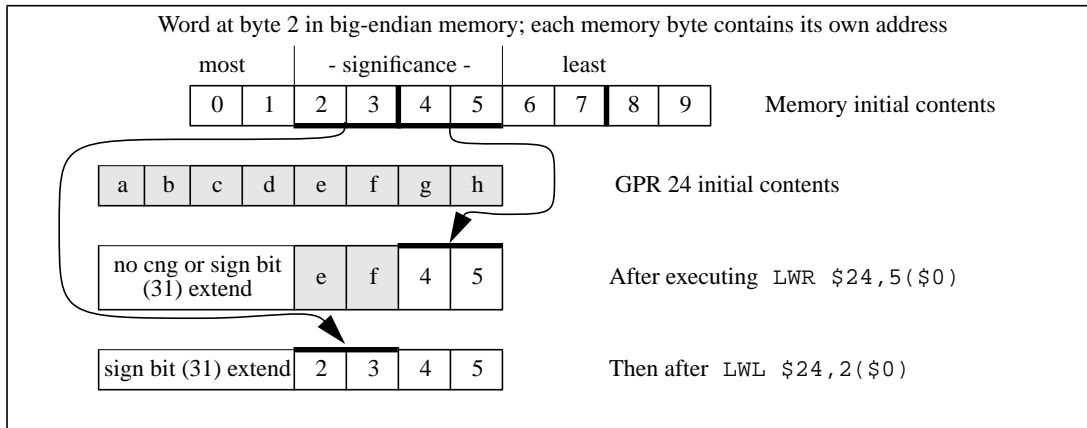 Word at byte 2 in big-endian memory; each memory byte contains its own address
most - significance - least
0 1 2 3 4 5 6 7 8 9 Memory initial contents
a b c d e f g h GPR 24 initial contents
no cng or sign bit
(31) extend e f 4 5 After executing LWR $24,5($0)
sign bit (31) extend 2 3 4 5 Then after LWL $24,2($0)